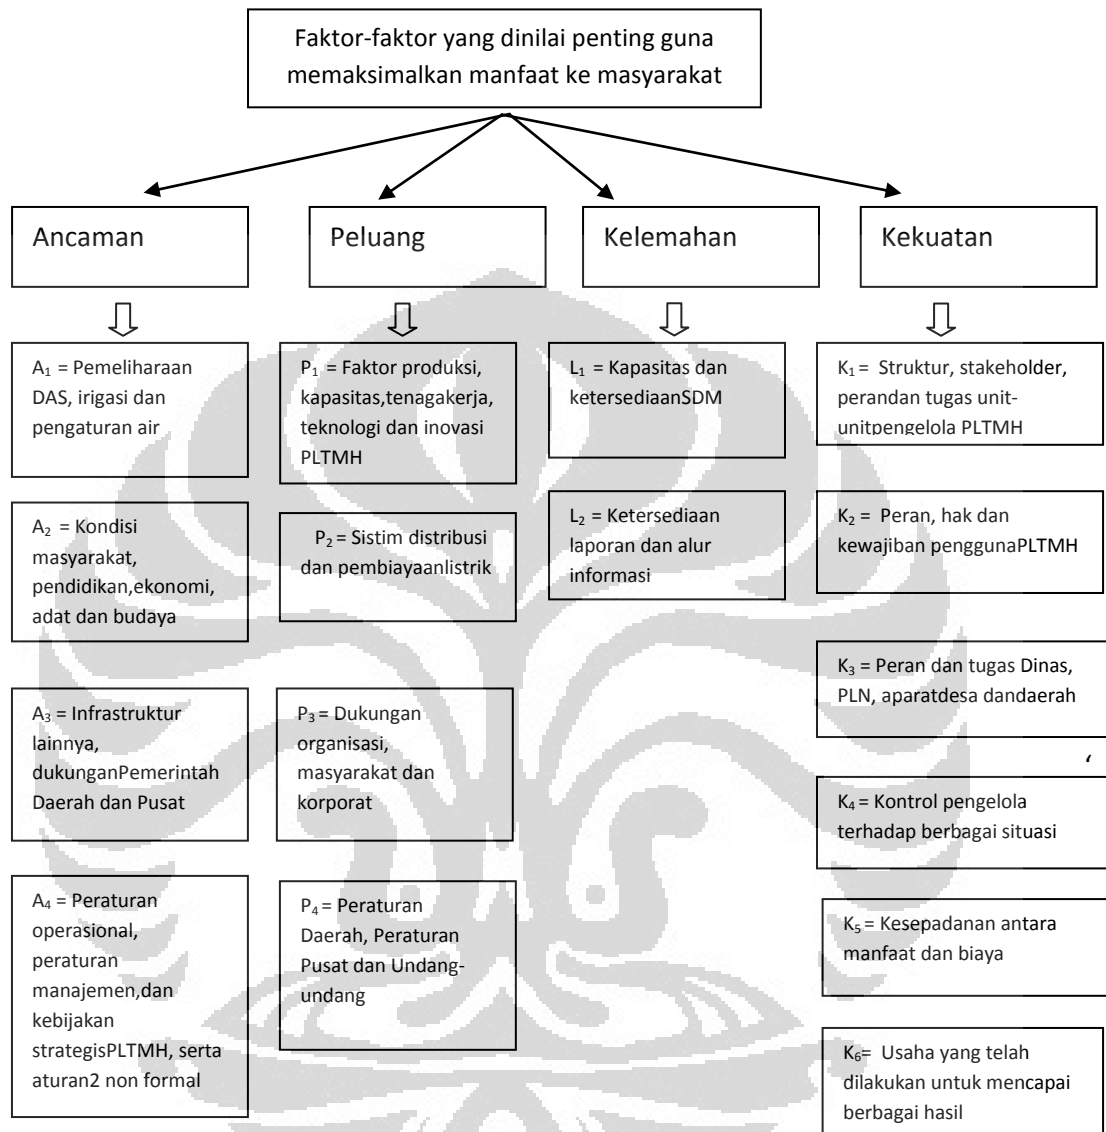 Faktor-faktor yang dinilai penting guna
memaksimalkan manfaat ke masyarakat
Ancaman
Peluang
Kelemahan
Kekuatan
A₁ = Pemeliharaan
DAS, irigasi dan
pengaturan air
A₂ = Kondisi
masyarakat,
pendidikan,ekonomi,
adat dan budaya
A₃ = Infrastruktur
lainnya,
dukunganPemerintah
Daerah dan Pusat
A₄ = Peraturan
operasional,
peraturan
manajemen,dan
kebijakan
strategisPLTMH, serta
aturan2 non formal
P₁ = Faktor produksi,
kapasitas,tenagakerja,
teknologi dan inovasi
PLTMH
P₂ = Sistim distribusi
dan pembiayaanlistrik
P₃ = Dukungan
organisasi,
masyarakat dan
korporat
P₄ = Peraturan
Daerah, Peraturan
Pusat dan Undang-
undang
L₁ = Kapasitas dan
ketersediaanSDM
L₂ = Ketersediaan
laporan dan alur
informasi
K₁ = Struktur, stakeholder,
perandan tugas unit-
unitpengelola PLTMH
K₂ = Peran, hak dan
kewajiban penggunaPLTMH
K₃ = Peran dan tugas Dinas,
PLN, aparatdesa dandaerah
‘
K₄ = Kontrol pengelola
terhadap berbagai situasi
K₅ = Kesepadanan antara
manfaat dan biaya
K₆= Usaha yang telah
dilakukan untuk mencapai
berbagai hasil